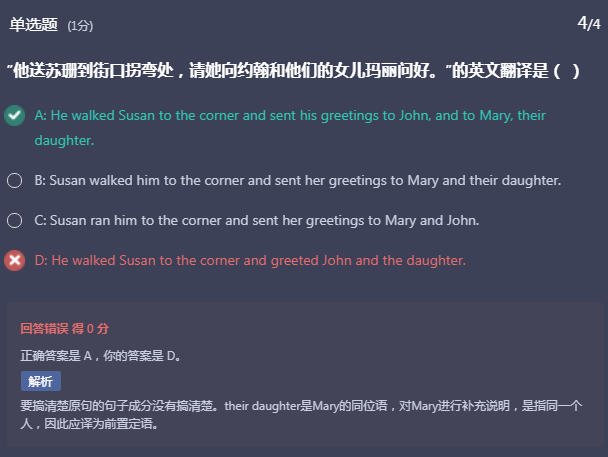 单选题 (1分) 4/4
“他送苏珊到街口拐弯处，请她向约翰和他们的女儿玛丽问好。”的英文翻译是（ ）
A: He walked Susan to the corner and sent his greetings to John, and to Mary, their
daughter.
B: Susan walked him to the corner and sent her greetings to Mary and their daughter.
C: Susan ran him to the corner and sent her greetings to Mary and John.
D: He walked Susan to the corner and greeted John and the daughter.
回答错误 得 0 分
正确答案是 A，你的答案是 D。
解析
要搞清楚原句的句子成分没有搞清楚。their daughter是Mary的同位语，对Mary进行补充说明，是指同一个
人，因此应译为前置定语。